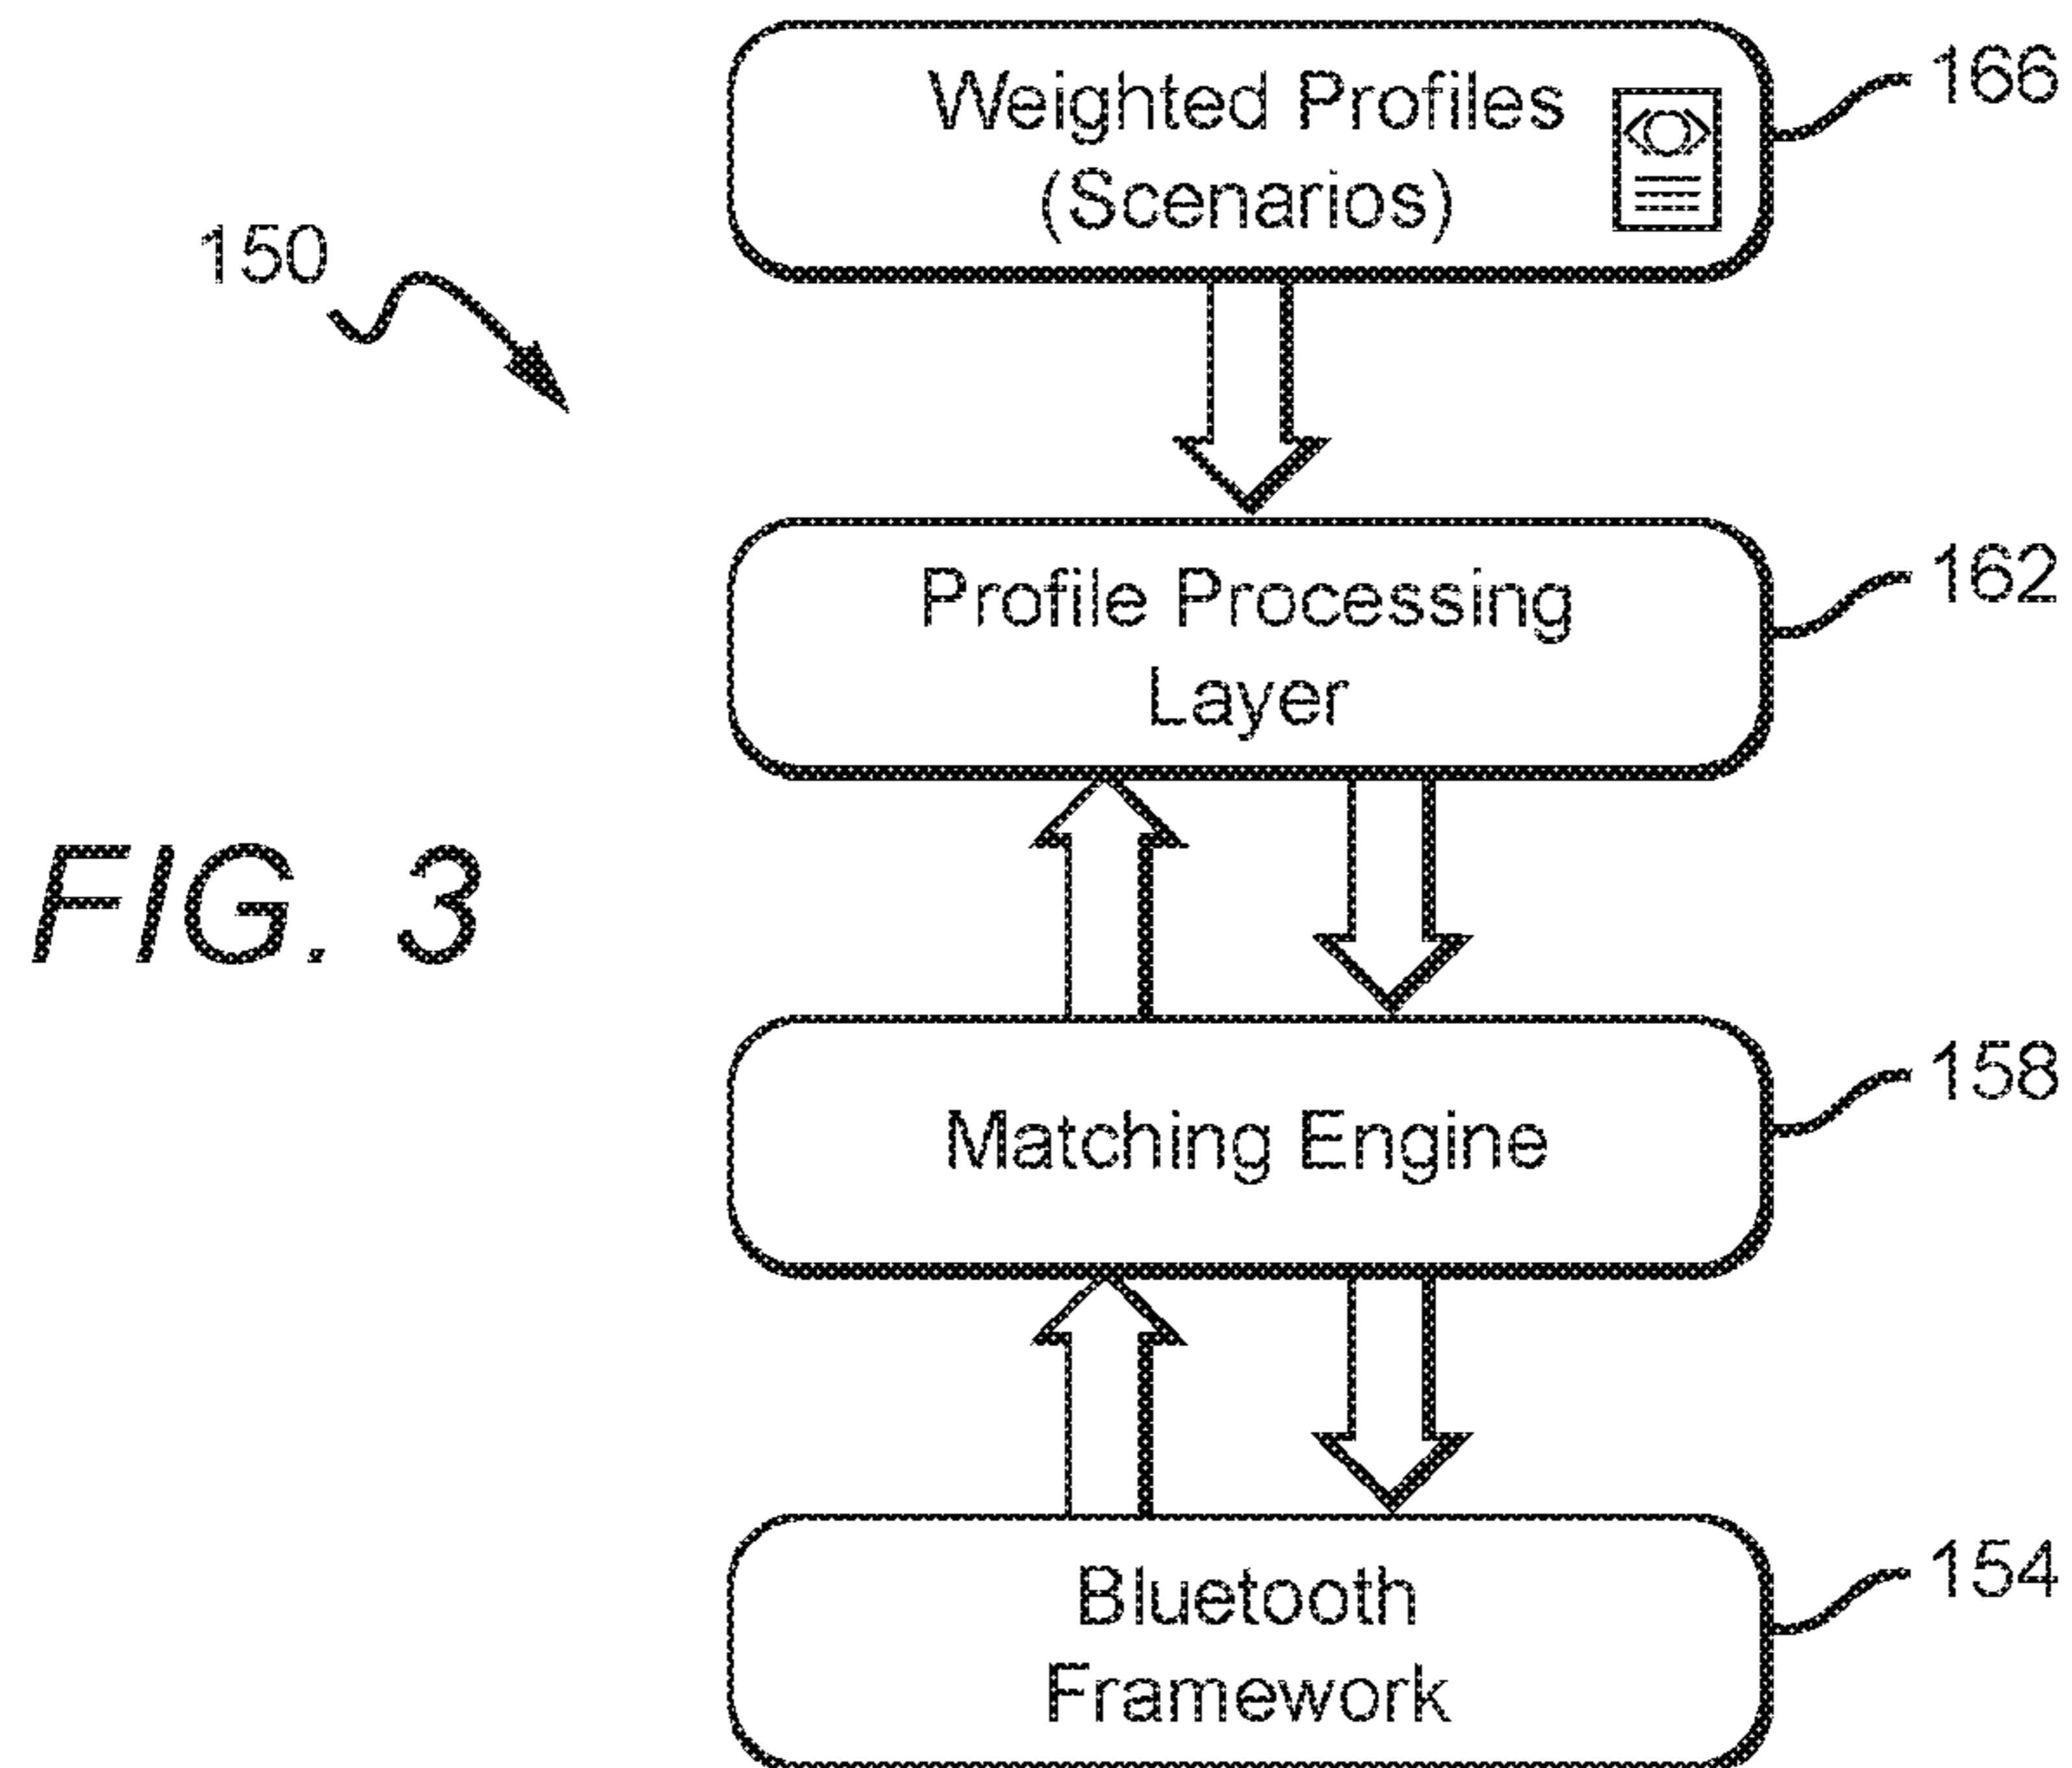 Weighted Profiles
(Scenarios)
166
150
Profile Processing
Layer
162
FIG. 3
Matching Engine
158
Bluetooth
Framework
154